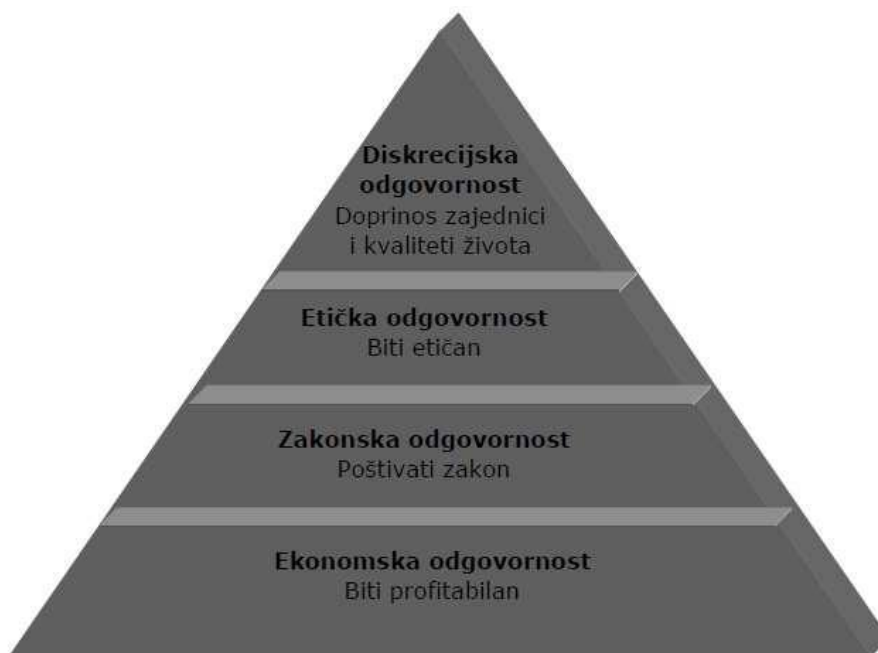 Diskrecijska
odgovornost
Doprinos zajednici
i kvaliteti života
Etička odgovornost
Biti etičan
Zakonska odgovornost
Poštivati zakon
Ekonomska odgovornost
Biti profitabilan